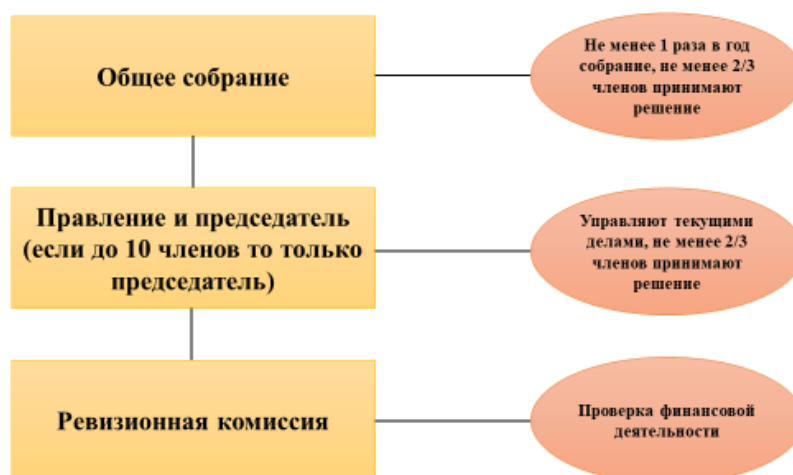 Общее собрание
Не менее 1 раза в год
собрание, не менее 2/3
членов принимают
решение
Правление и председатель
(если до 10 членов то только
председатель)
Управляют текущими
делами, не менее 2/3
членов принимают
решение
Ревизионная комиссия
Проверка финансовой
деятельности